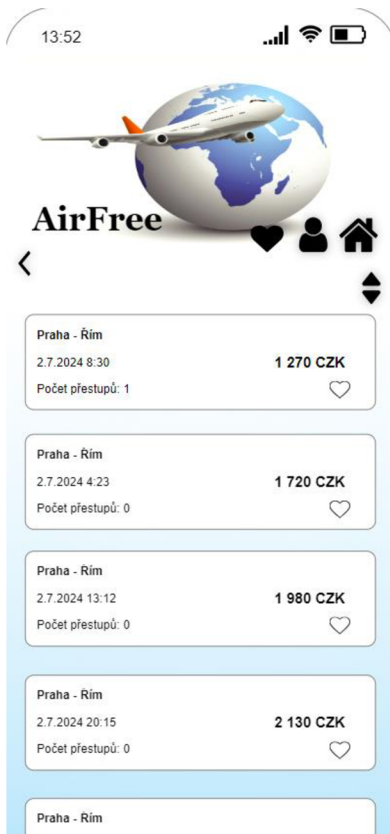 13:52
AirFree
Praha - Řím
2.7.2024 8:30
1 270 CZK
Počet přestupů: 1
Praha - Řím
2.7.2024 4:23
1 720 CZK
Počet přestupů: 0
Praha - Řím
2.7.2024 13:12
1 980 CZK
Počet přestupů: 0
Praha - Řím
2.7.2024 20:15
2 130 CZK
Počet přestupů: 0
Praha - Řím